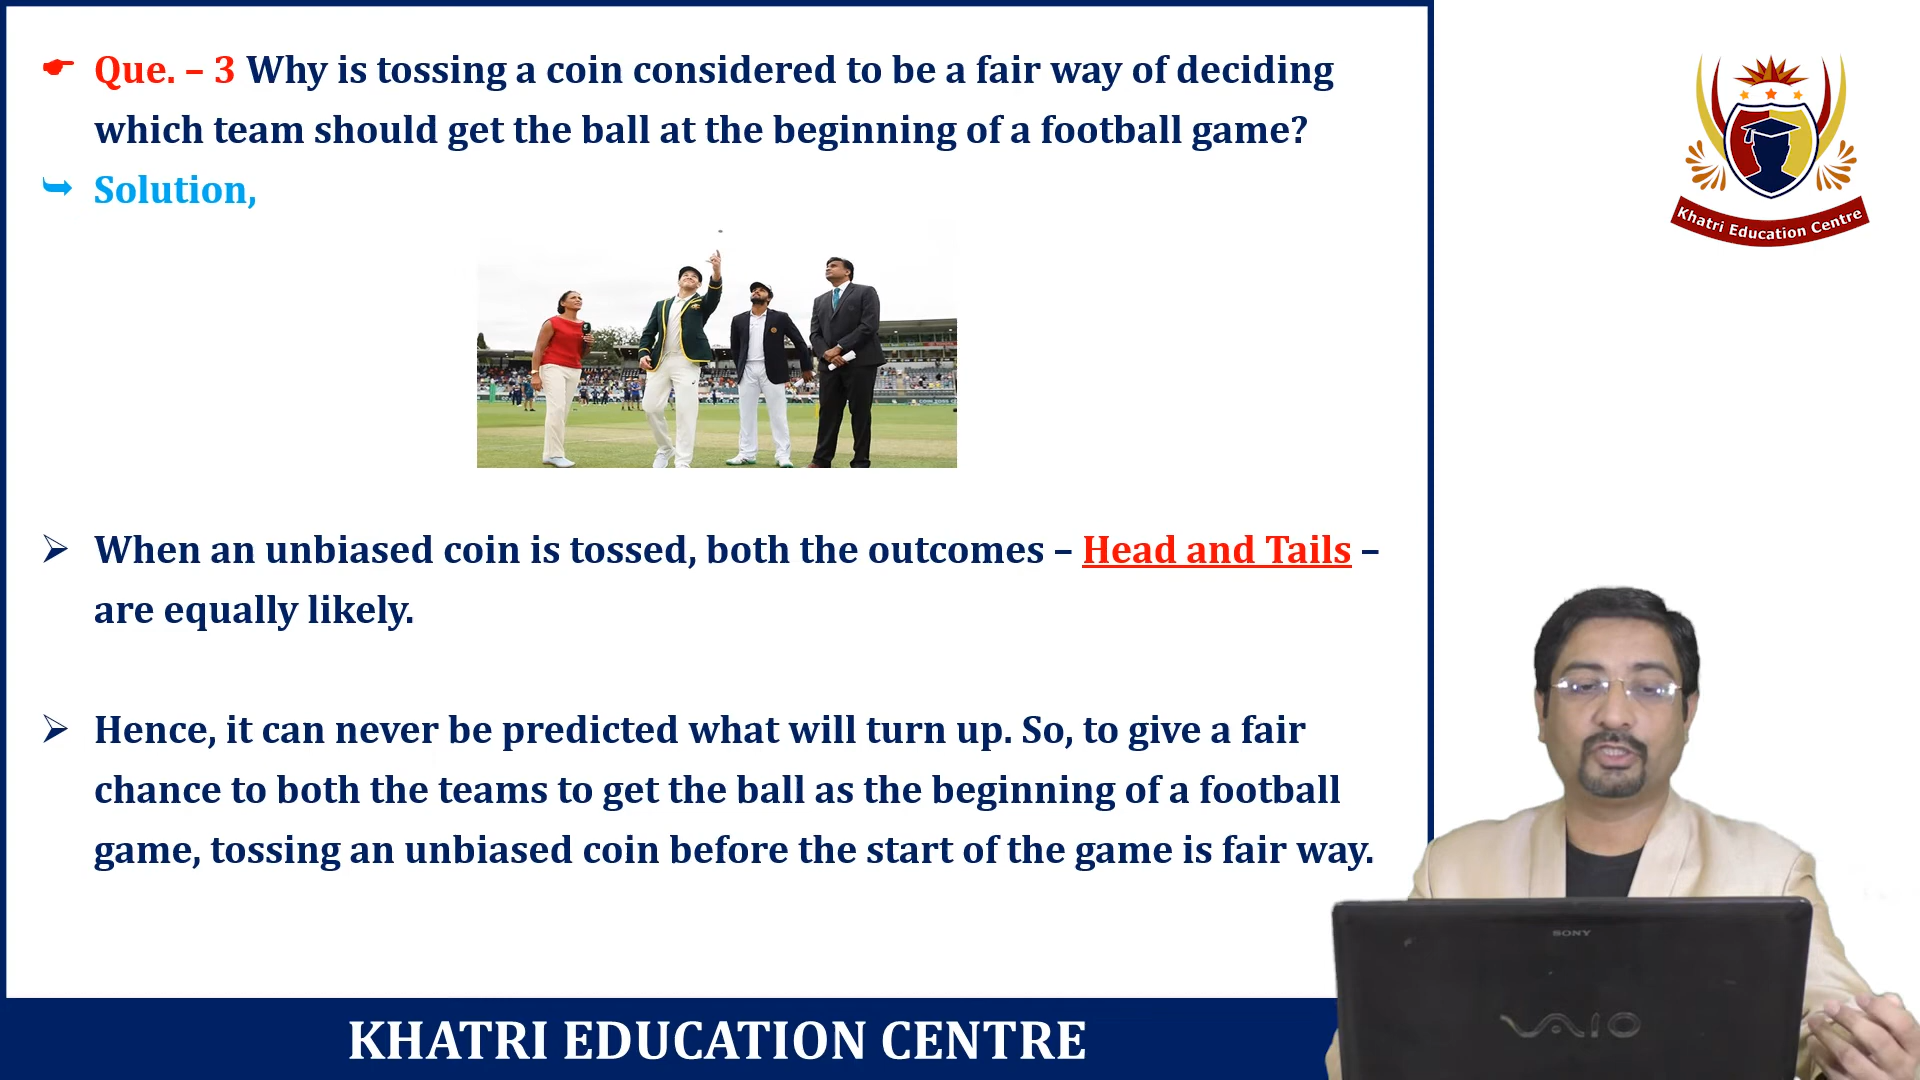 Que. – 3 Why is tossing a coin considered to be a fair way of deciding
which team should get the ball at the beginning of a football game?
Solution,
When an unbiased coin is tossed, both the outcomes – Head and Tails –
are equally likely.
Hence, it can never be predicted what will turn up. So, to give a fair
chance to both the teams to get the ball as the beginning of a football
game, tossing an unbiased coin before the start of the game is fair way.
KHATRI EDUCATION CENTRE
Khatri Education Centre
SONY
VAIO